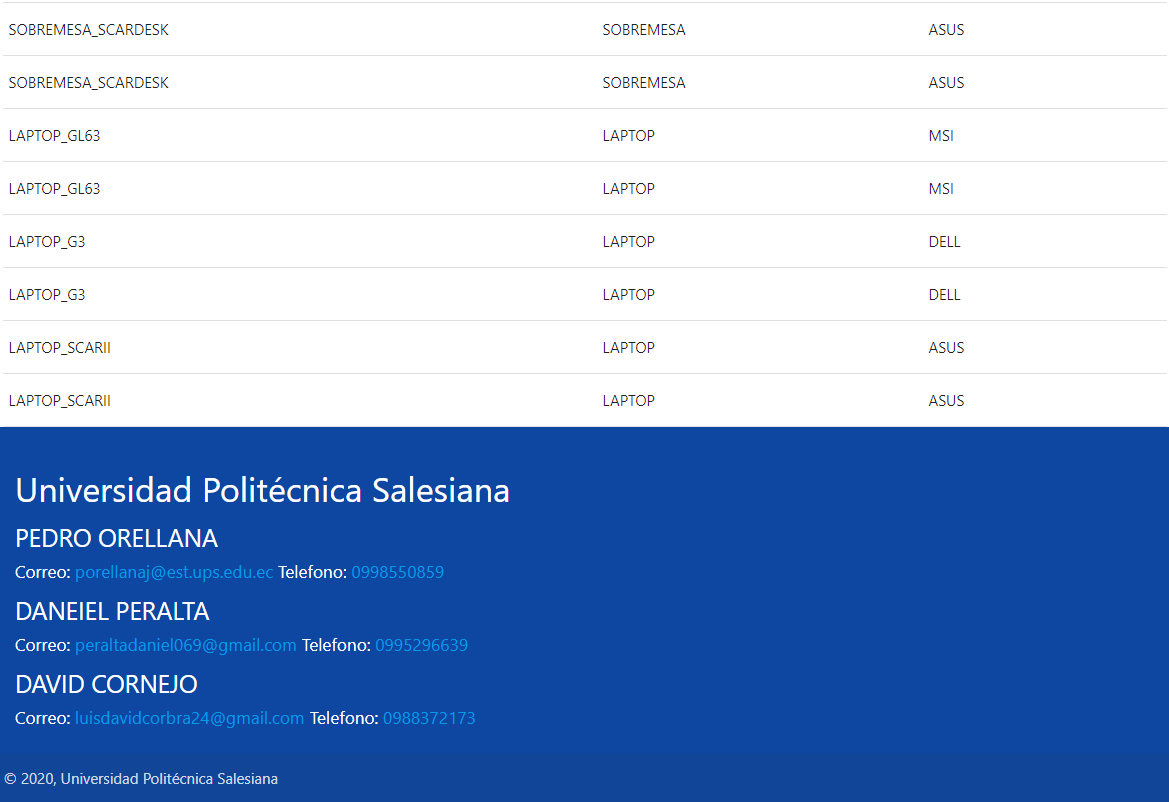 SOBREMESA_SCARDESK SOBREMESA ASUS
SOBREMESA_SCARDESK SOBREMESA ASUS
LAPTOP_GL63 LAPTOP MSI
LAPTOP_GL63 LAPTOP MSI
LAPTOP_G3 LAPTOP DELL
LAPTOP_G3 LAPTOP DELL
LAPTOP_SCARII LAPTOP ASUS
LAPTOP_SCARII LAPTOP ASUS
Universidad Politécnica Salesiana
PEDRO ORELLANA
Correo: porellanaj@est.ups.edu.ec Telefono: 0998550859
DANEIEL PERALTA
Correo: peraltadaniel069@gmail.com Telefono: 0995296639
DAVID CORNEJO
Correo: luisdavidcorbra24@gmail.com Telefono: 0988372173
© 2020, Universidad Politécnica Salesiana